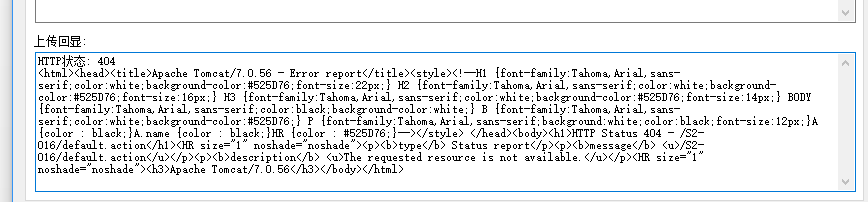 上传回显:
HTTP状态: 404
<html><head><title>Apache Tomcat/7.0.56 - Error report</title><style><!--H1 {font-family:Tahoma,Arial,sans-
serif;color:white;background-color:#525D76;font-size:22px;} H2 {font-family:Tahoma,Arial,sans-serif;color:white;background-
color:#525D76;font-size:16px;} H3 {font-family:Tahoma,Arial,sans-serif;color:white;background-color:#525D76;font-size:14px;} BODY
{font-family:Tahoma,Arial,sans-serif;color:black;background-color:white;} B {font-family:Tahoma,Arial,sans-
serif;color:white;background-color:#525D76;} P {font-family:Tahoma,Arial,sans-serif;background:white;color:black;font-size:12px;}A
{color : black;}A.name {color : black;}HR {color : #525D76;}--></style> </head><body><h1>HTTP Status 404 - /S2-
016/default.action</h1><HR size="1" noshade="noshade"><p><b>type</b> Status report</p><p><b>message</b> <u>/S2-
016/default.action</u></p><p><b>description</b> <u>The requested resource is not available.</u></p><HR size="1"
noshade="noshade"><h3>Apache Tomcat/7.0.56</h3></body></html>